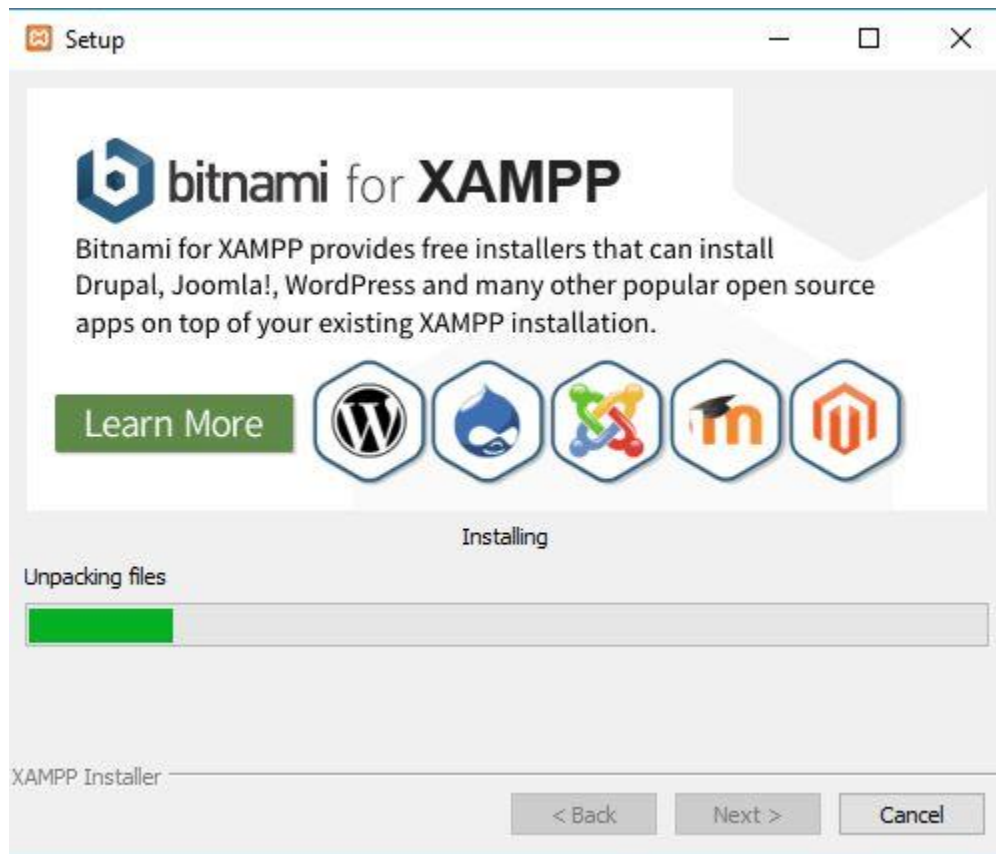 Setup
bitnami for XAMPP
Bitnami for XAMPP provides free installers that can install
Drupal, Joomla!, WordPress and many other popular open source
apps on top of your existing XAMPP installation.
Learn More
Installing
Unpacking files
XAMPP Installer
< Back Next > Cancel